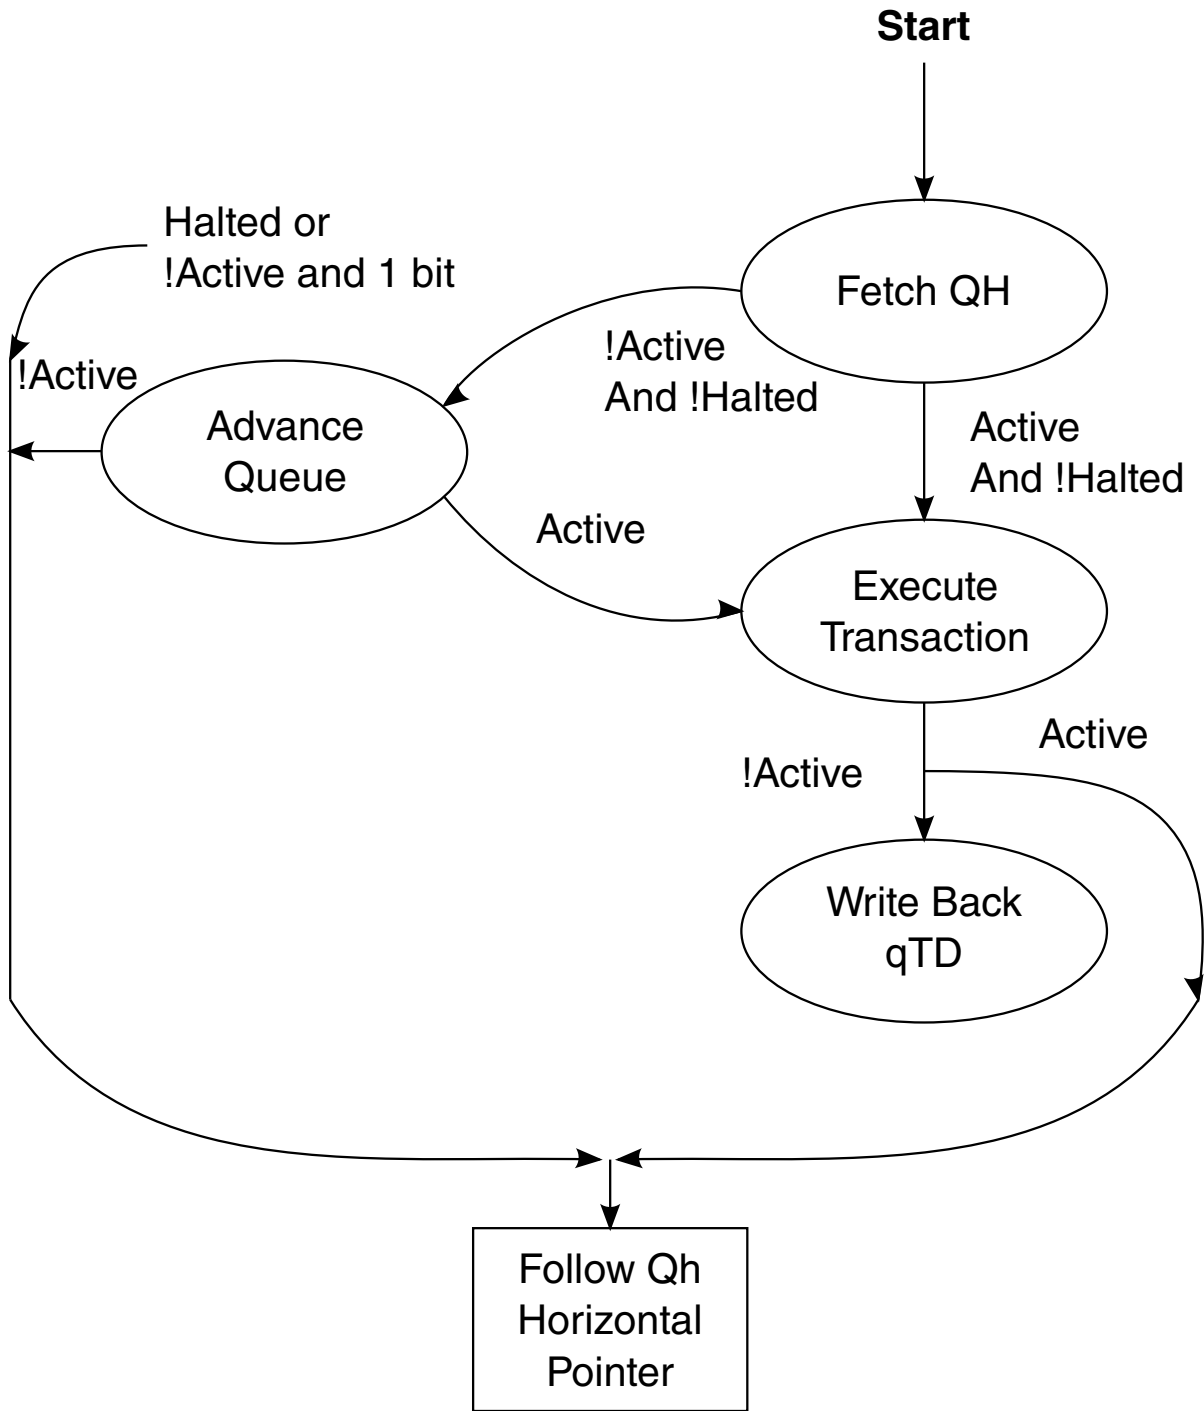 Start
Halted or
!Active and 1 bit
Fetch QH
!Active
And !Halted
!Active
Advance
Queue
Active
And !Halted
Active
Execute
Transaction
Active
!Active
Write Back
qTD
Follow Qh
Horizontal
Pointer